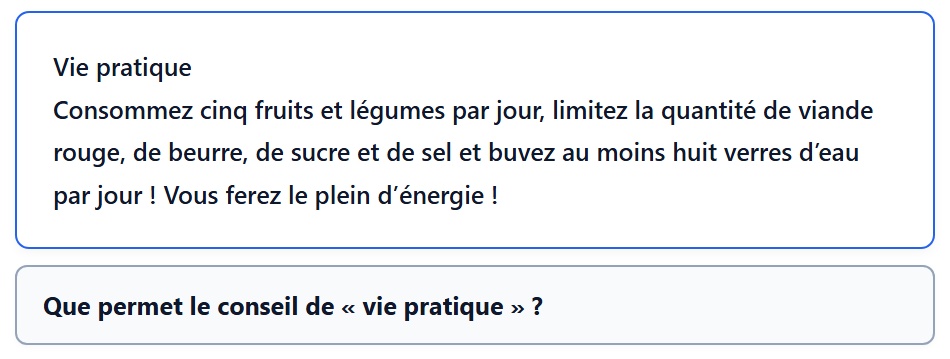 Vie pratique
Consommez cinq fruits et légumes par jour, limitez la quantité de viande
rouge, de beurre, de sucre et de sel et buvez au moins huit verres d’eau
par jour ! Vous ferez le plein d’énergie !
Que permet le conseil de « vie pratique » ?